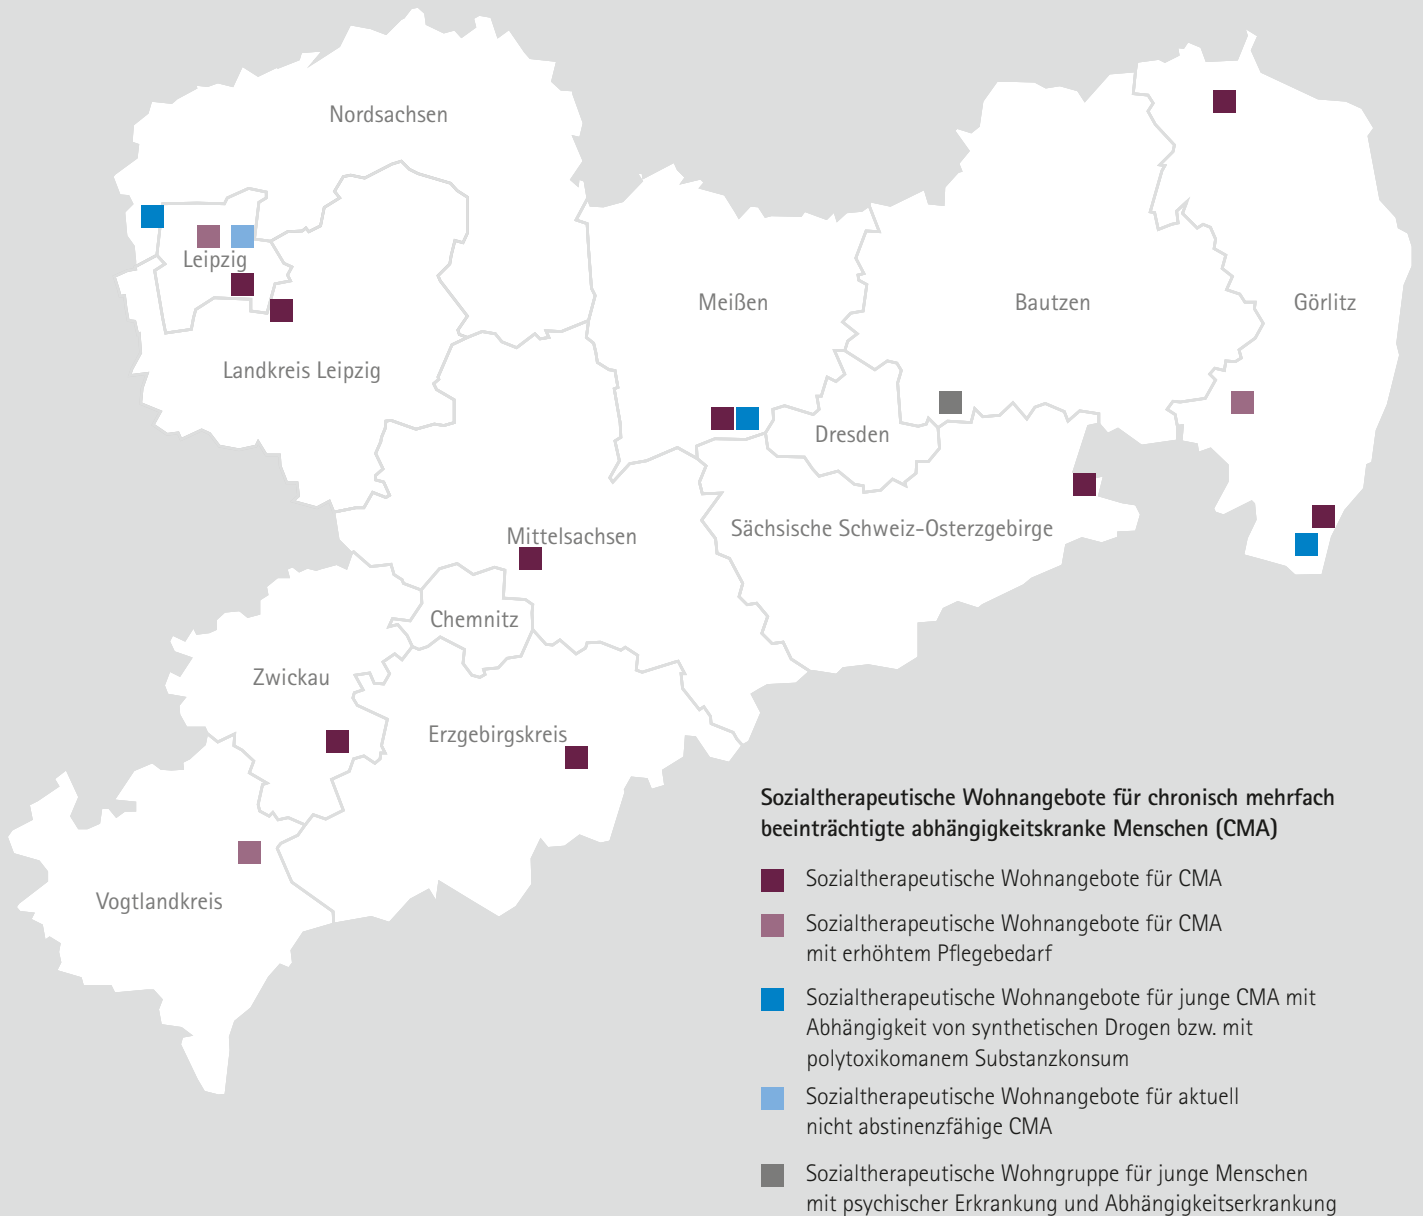 Nordsachsen
Leipzig
Meißen
Bautzen
Görlitz
Landkreis Leipzig
Dresden
Sächsische Schweiz-Osterzgebirge
Mittelsachsen
Chemnitz
Zwickau
Erzgebirgskreis
Vogtlandkreis
Sozialtherapeutische Wohnangebote für chronisch mehrfach
beeinträchtigte abhängigkeitskranke Menschen (CMA)
Sozialtherapeutische Wohnangebote für CMA
Sozialtherapeutische Wohnangebote für CMA
mit erhöhtem Pflegebedarf
Sozialtherapeutische Wohnangebote für junge CMA mit
Abhängigkeit von synthetischen Drogen bzw. mit
polytoxikomanem Substanzkonsum
Sozialtherapeutische Wohnangebote für aktuell
nicht abstinenzfähige CMA
Sozialtherapeutische Wohngruppe für junge Menschen
mit psychischer Erkrankung und Abhängigkeitserkrankung